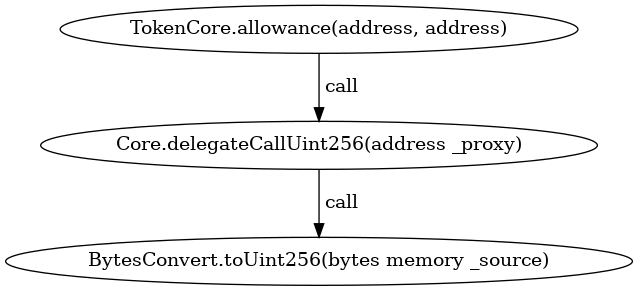 TokenCore.allowance(address, address)
call
Core.delegateCallUint256(address _proxy)
call
BytesConvert.toUint256(bytes memory _source)